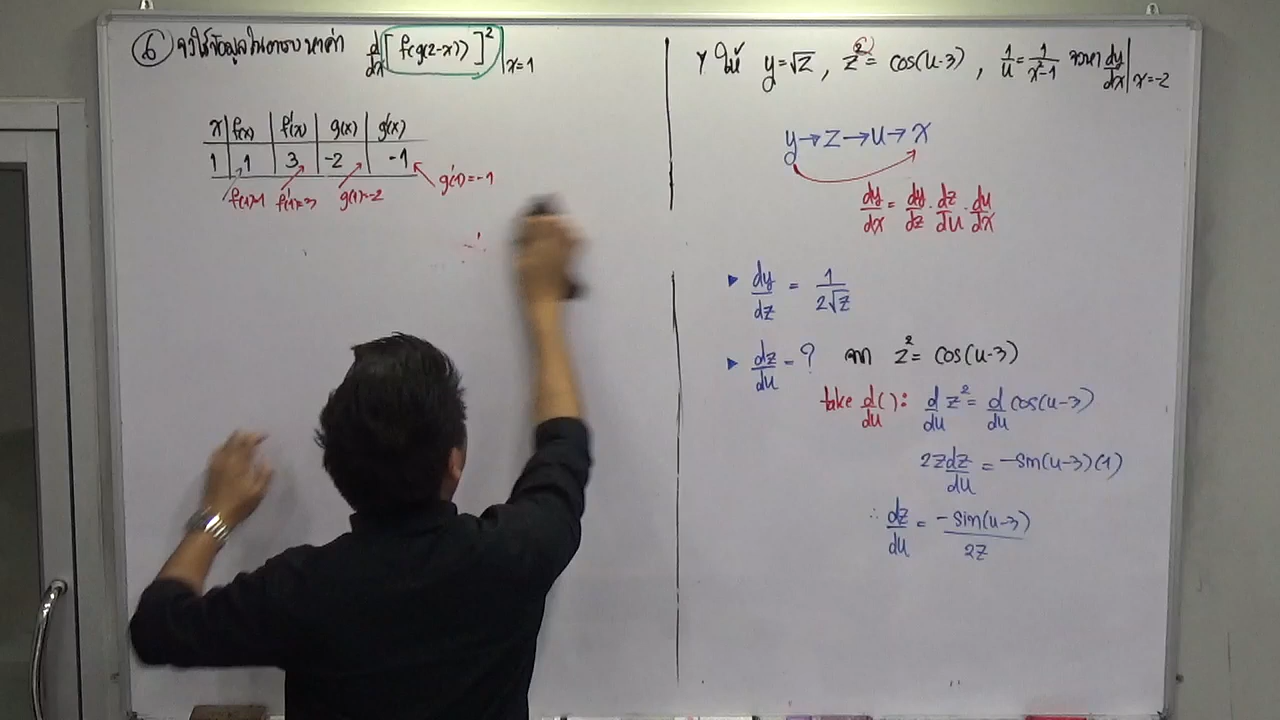 6 จงใช้ข้อมูลในตาราง หาค่า d/dx [f(g(2-x))]² |x=1
x f(x) f'(x) g(x) g'(x)
1 1 3 -2 -1
f(1)=1 f'(1)=3 g(1)=-2 g'(1)=-1
∴
7 ให้ y=√z , z² = cos(u-3) , 1/u = 1/(x²-1) จงหา dy/dx |x=-2
y→z→u→x
dy/dx = dy/dz · dz/du · du/dx
▶ dy/dz = 1/(2√z)
▶ dz/du = ? จาก z² = cos(u-3)
take d/du ( ): d/du z² = d/du cos(u-3)
2z dz/du = -sin(u-3)(1)
∴ dz/du = -sin(u-3)/2z